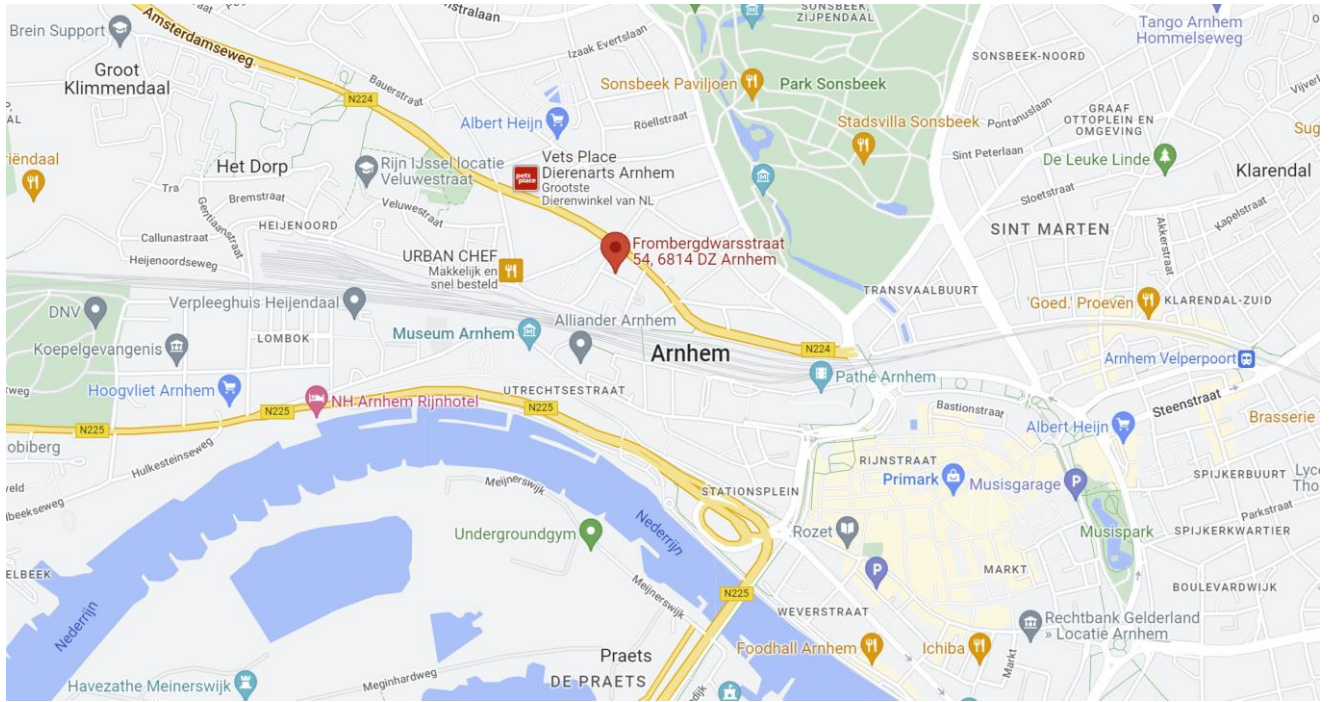 Brein Support
Amsterdamseweg
Izaak Evertslaan
SONSBEEK,
ZIJPENDAAL
Tango Arnhem
Hommelseweg
Groot
Klimmendaal
Bauerstraat
N224
Sonsbeek Paviljoen
Park Sonsbeek
SONSBEEK-NOORD
GRAAF
OTTOPLEIN EN
OMGEVING
Pontanuslaan
Albert Heijn
Röellstraat
Stadsvilla Sonsbeek
Sint Peterlaan
De Leuke Linde
Klarendal
Het Dorp
Rijn IJssel locatie
Veluwestraat
pets
place
Vets Place
Dierenarts Arnhem
Grootste
Dierenwinkel van NL
Tra
Bremstraat
Gentiaanstraat
Veluwestraat
Sloetstraat
Kapelstraat
Akkerstraat
HEIJENOORD
Callunastraat
Heijenoordseweg
SINT MARTEN
Frombergdwarsstraat
54, 6814 DZ Arnhem
URBAN CHEF
Makkelijk en
snel besteld
TRANSVAALBUURT
'Goed.' Proeven
KLARENDAL-ZUID
DNV
Verpleeghuis Heijendaal
Alliander Arnhem
Museum Arnhem
LOMBOK
Koepelgevangenis
Arnhem
N224
Arnhem Velperpoort
Pathé Arnhem
Hoogvliet Arnhem
UTRECHTSESTRAAT
NH Arnhem Rijnhotel
N225
N225
N225
Bastionstraat
Steenstraat
Albert Heijn
Brasserie
Hulkesteinseweg
RIJNSTRAAT
Primark
Musisgarage
P
SPIJKERBUURT
Meijnerswijk
STATIONSPLEIN
Parkstraat
Undergroundgym
Nederrijn
Rozet
Musispark
SPIJKERKWARTIER
MARKT
P
Meijnerswijk
N225
BOULEVARDWIJK
WEVERSTRAAT
Nederrijn
Rechtbank Gelderland
» Locatie Arnhem
Foodhall Arnhem
Ichiba
Markt
Praets
DE PRAETS
Meginhardweg
Havezathe Meinerswijk